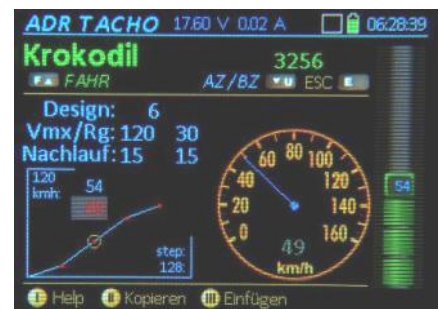 ADR TACHO 17.60 V 0.02 A 06:28:39
Krokodil 3256
FAHR AZ/BZ ESC
Design: 6
Vmx/Rg: 120 30
Nachlauf: 15 15
120
kmh: 54
step:
128:
0 20 40 60 80 100 120 140 160
49
km/h
54
Help Kopieren Einfügen